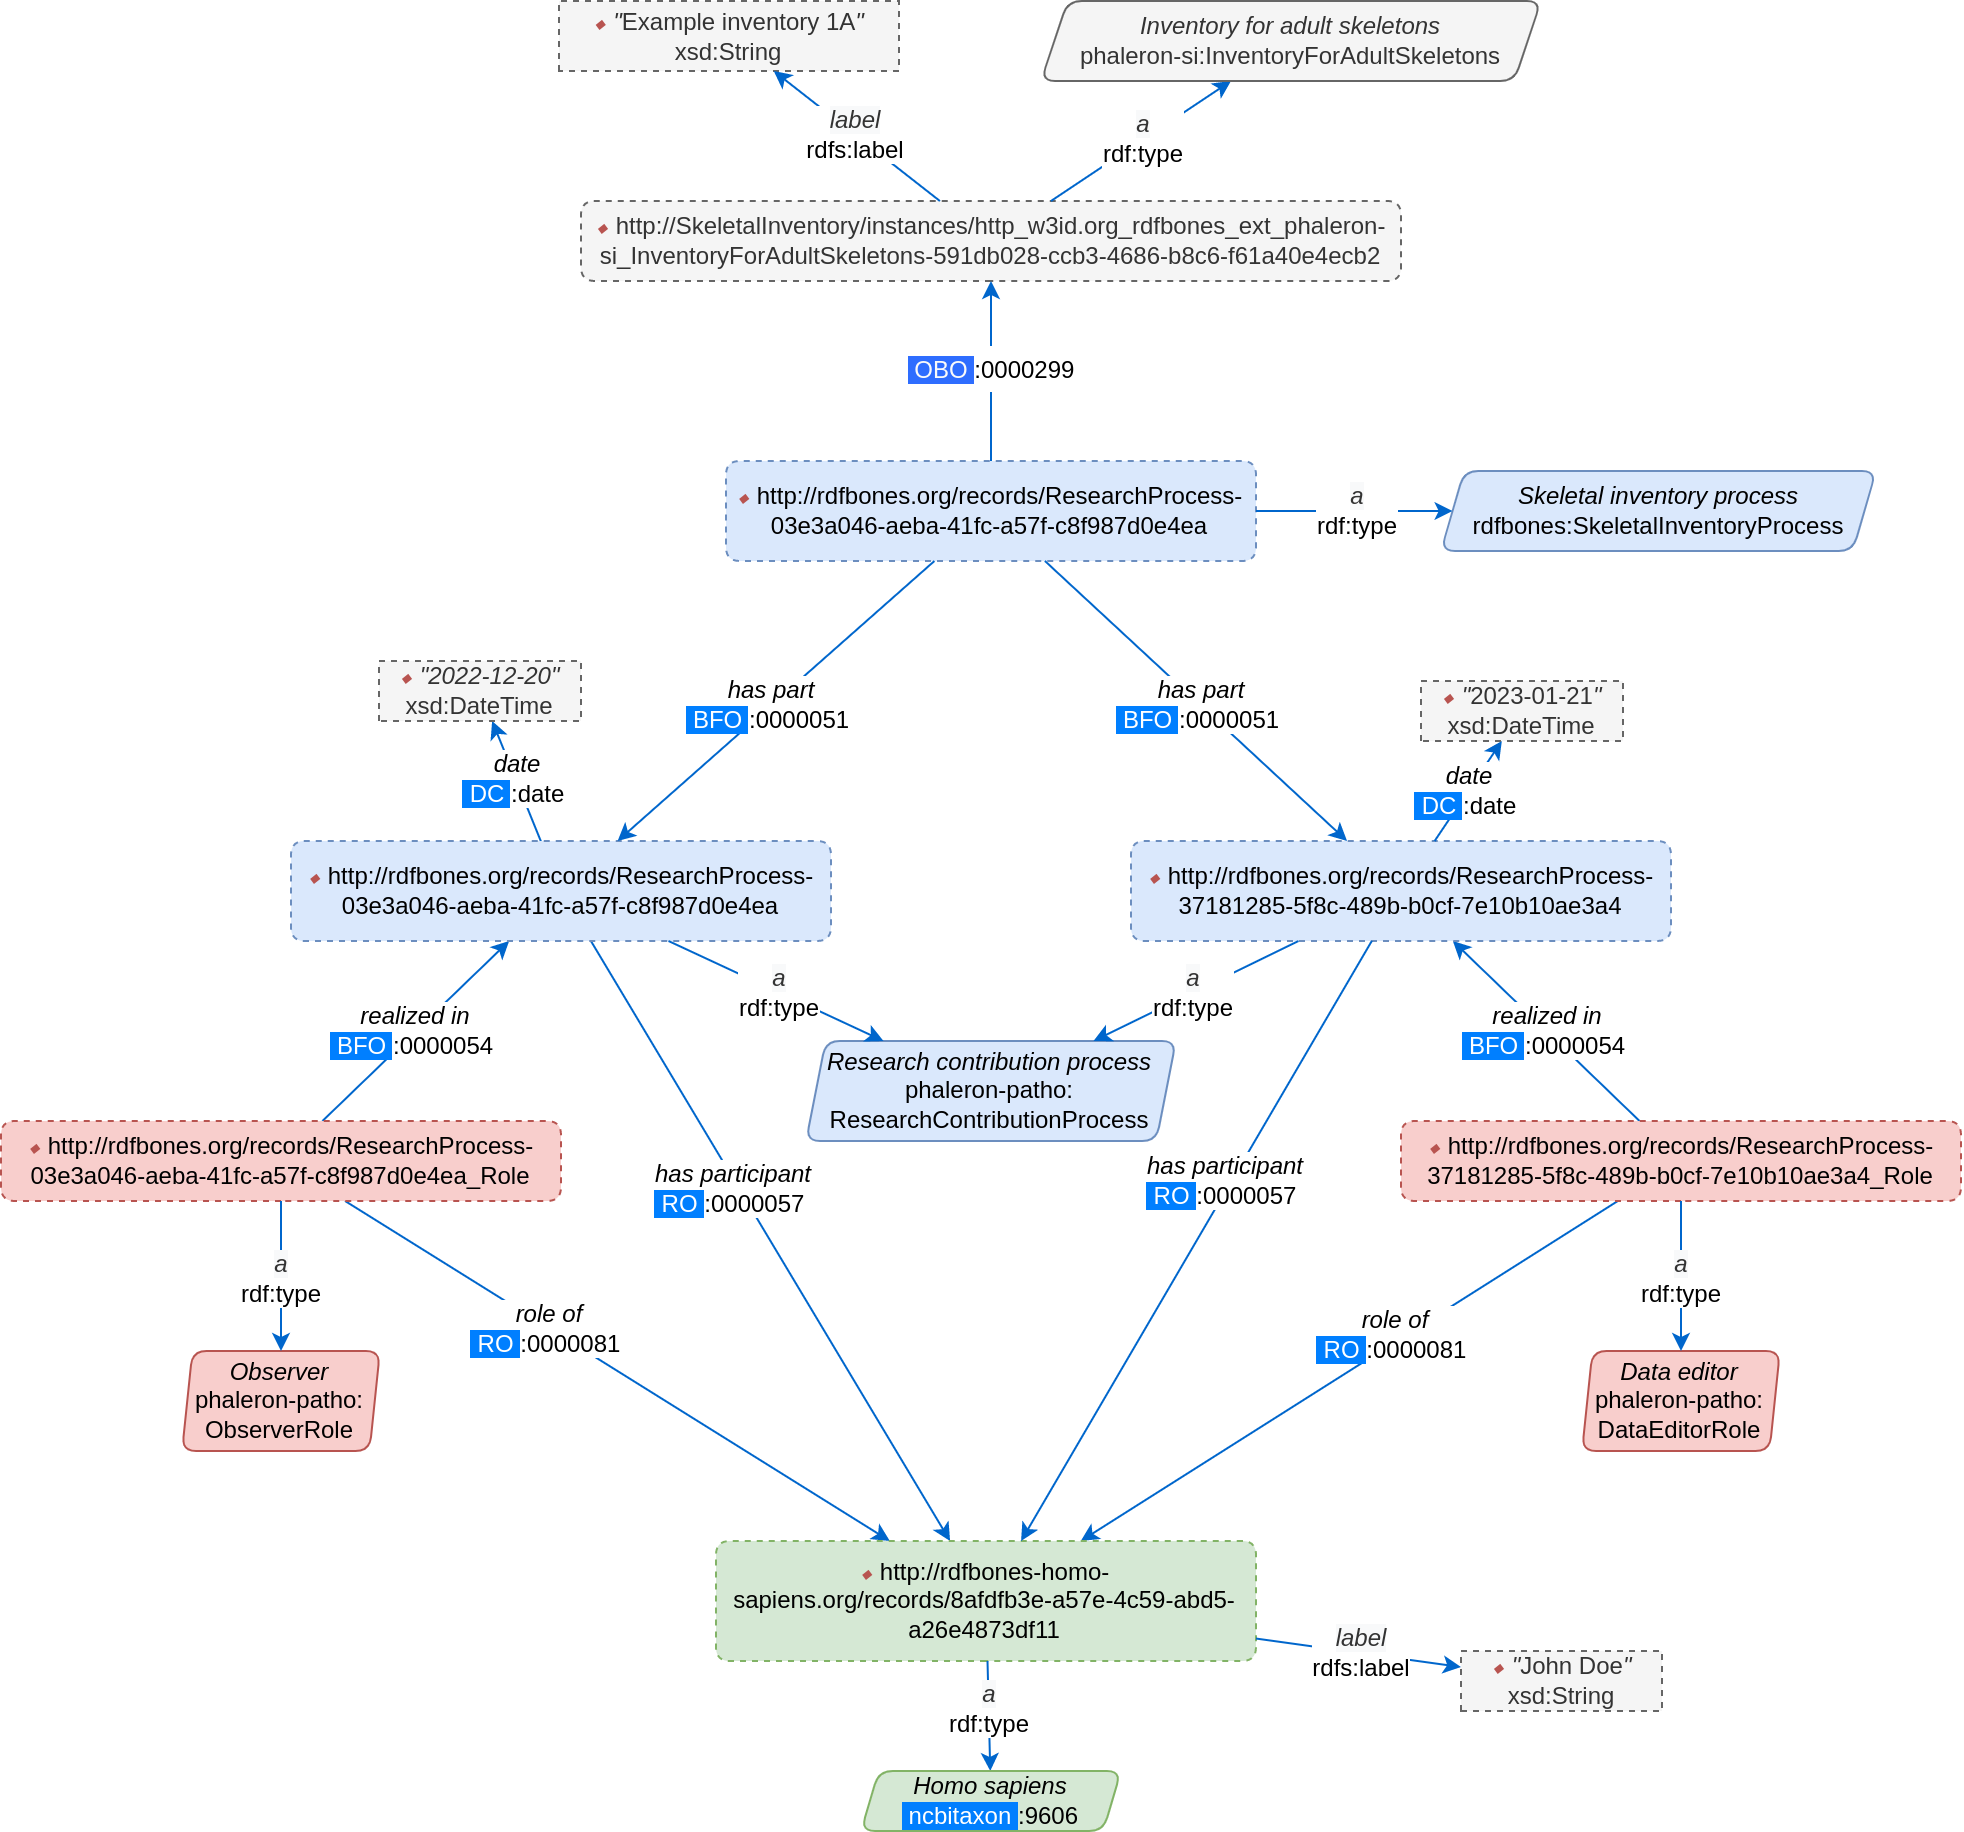 ⬥ "Example inventory 1A"
xsd:String
Inventory for adult skeletons
phaleron-si:InventoryForAdultSkeletons
label
rdfs:label
a
rdf:type
⬥ http://SkeletalInventory/instances/http_w3id.org_rdfbones_ext_phaleron-
si_InventoryForAdultSkeletons-591db028-ccb3-4686-b8c6-f61a40e4ecb2
OBO :0000299
⬥ http://rdfbones.org/records/ResearchProcess-
03e3a046-aeba-41fc-a57f-c8f987d0e4ea
a
rdf:type
Skeletal inventory process
rdfbones:SkeletalInventoryProcess
⬥ "2022-12-20"
xsd:DateTime
has part
BFO :0000051
has part
BFO :0000051
⬥ "2023-01-21"
xsd:DateTime
date
DC :date
date
DC :date
⬥ http://rdfbones.org/records/ResearchProcess-
03e3a046-aeba-41fc-a57f-c8f987d0e4ea
⬥ http://rdfbones.org/records/ResearchProcess-
37181285-5f8c-489b-b0cf-7e10b10ae3a4
realized in
BFO :0000054
a
rdf:type
a
rdf:type
realized in
BFO :0000054
Research contribution process
phaleron-patho:
ResearchContributionProcess
⬥ http://rdfbones.org/records/ResearchProcess-
03e3a046-aeba-41fc-a57f-c8f987d0e4ea_Role
has participant
RO :0000057
has participant
RO :0000057
⬥ http://rdfbones.org/records/ResearchProcess-
37181285-5f8c-489b-b0cf-7e10b10ae3a4_Role
a
rdf:type
role of
RO :0000081
role of
RO :0000081
a
rdf:type
Observer
phaleron-patho:
ObserverRole
Data editor
phaleron-patho:
DataEditorRole
⬥ http://rdfbones-homo-
sapiens.org/records/8afdfb3e-a57e-4c59-abd5-
a26e4873df11
label
rdfs:label
⬥ "John Doe"
xsd:String
a
rdf:type
Homo sapiens
ncbitaxon :9606